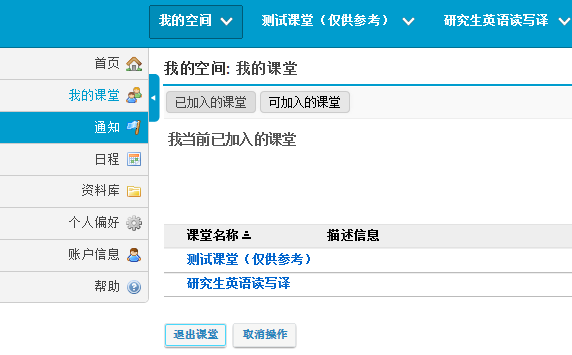 我的空间 测试课堂（仅供参考） 研究生英语读写译
首页
我的课堂
通知
日程
资料库
个人偏好
账户信息
帮助
我的空间: 我的课堂
已加入的课堂 可加入的课堂
我当前已加入的课堂
课堂名称 描述信息
测试课堂（仅供参考）
研究生英语读写译
退出课堂 取消操作